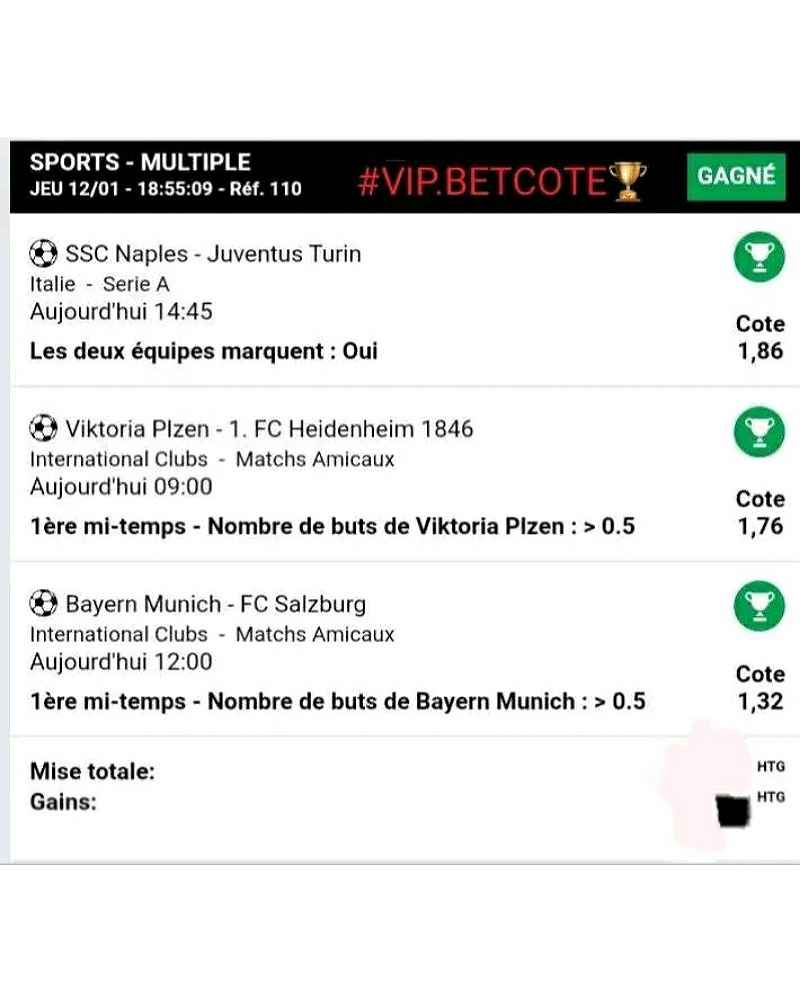 SPORTS - MULTIPLE
JEU 12/01 - 18:55:09 - Réf. 110
#VIP.BETCOTE
GAGNÉ
SSC Naples - Juventus Turin
Italie - Serie A
Aujourd'hui 14:45
Les deux équipes marquent : Oui
Cote
1,86
Viktoria Plzen - 1. FC Heidenheim 1846
International Clubs - Matchs Amicaux
Aujourd'hui 09:00
1ère mi-temps - Nombre de buts de Viktoria Plzen : > 0.5
Cote
1,76
Bayern Munich - FC Salzburg
International Clubs - Matchs Amicaux
Aujourd'hui 12:00
1ère mi-temps - Nombre de buts de Bayern Munich : > 0.5
Cote
1,32
Mise totale: HTG
Gains: HTG